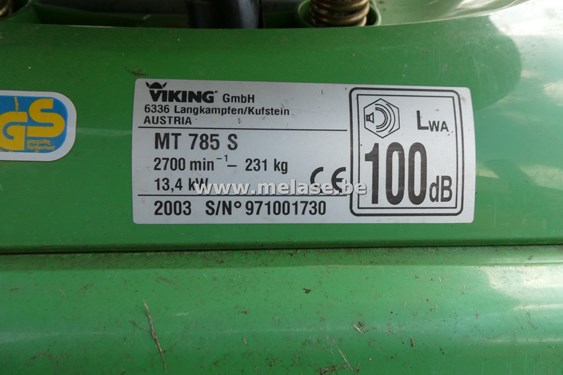 GS
VIKING GmbH
6336 Langkampfen/Kufstein
AUSTRIA
MT 785 S
2700 min⁻¹ – 231 kg
13,4 kW
CE
2003 S/N° 971001730
LWA
100dB
www.melase.be